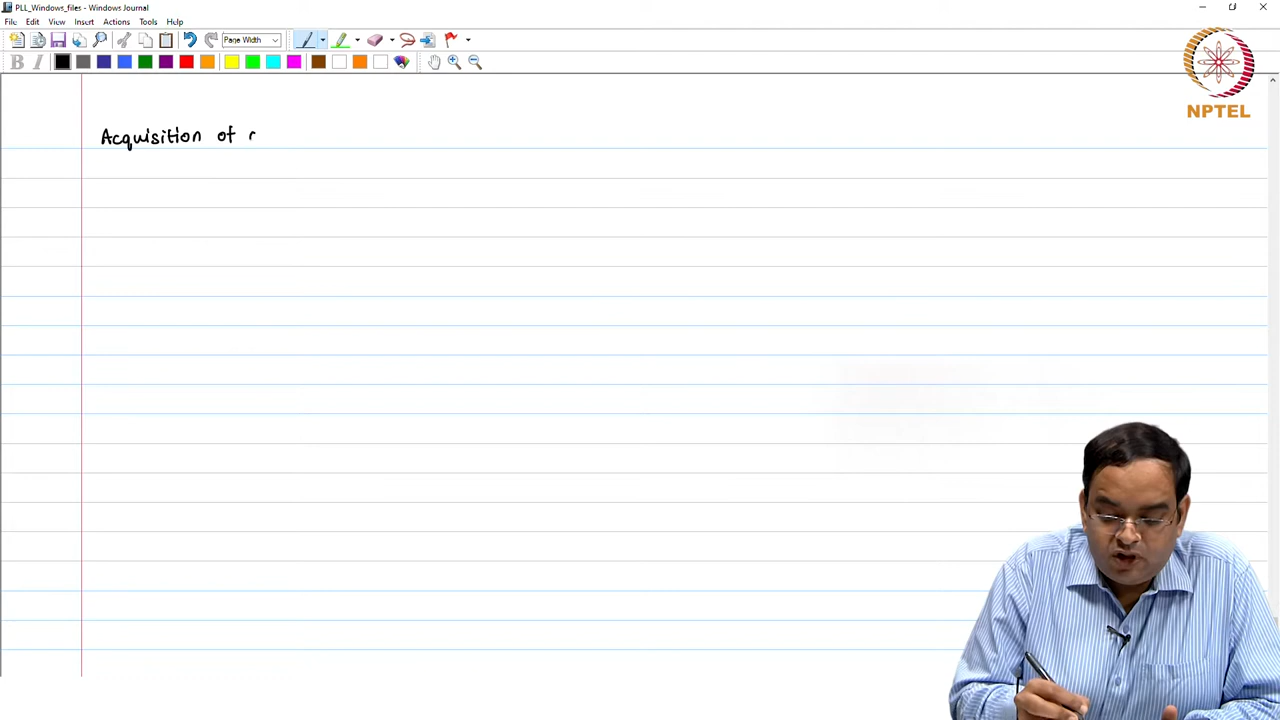 PLL_Windows_files - Windows Journal
File Edit View Insert Actions Tools Help
Page Width
B I
NPTEL
Acquisition of r